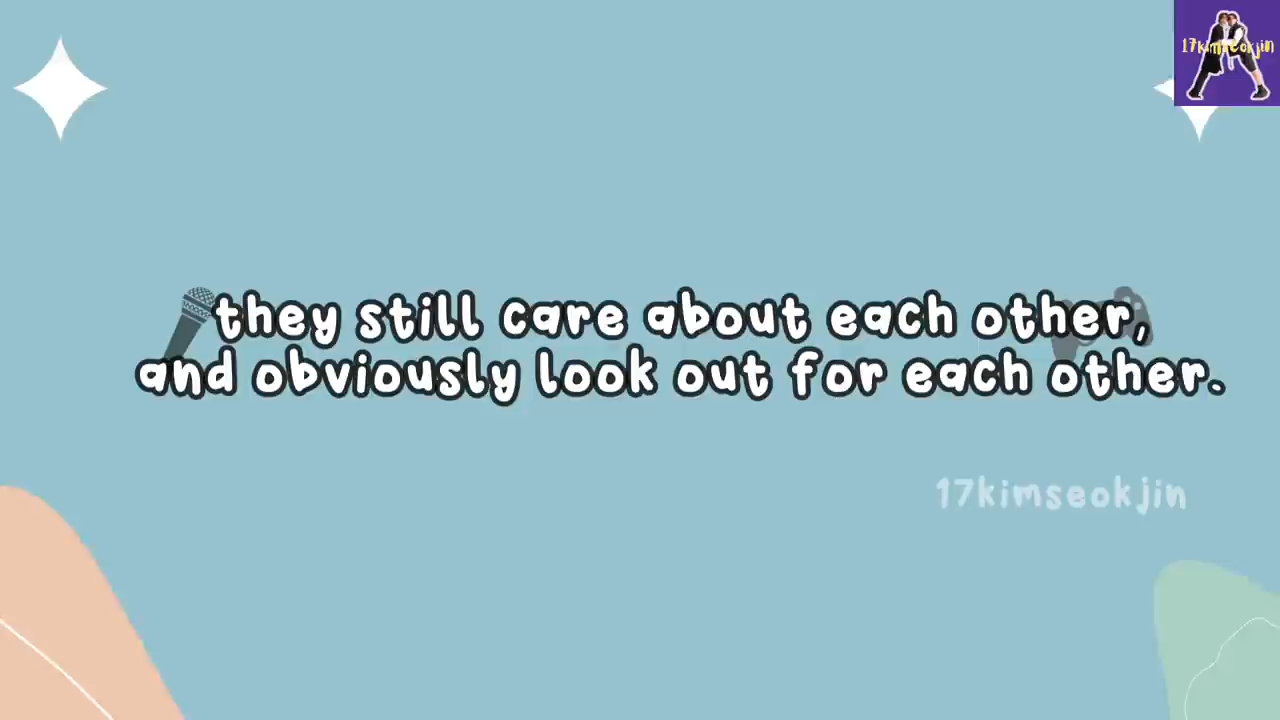 17kimseokjin
they still care about each other,
and obviously look out for each other.
17kimseokjin